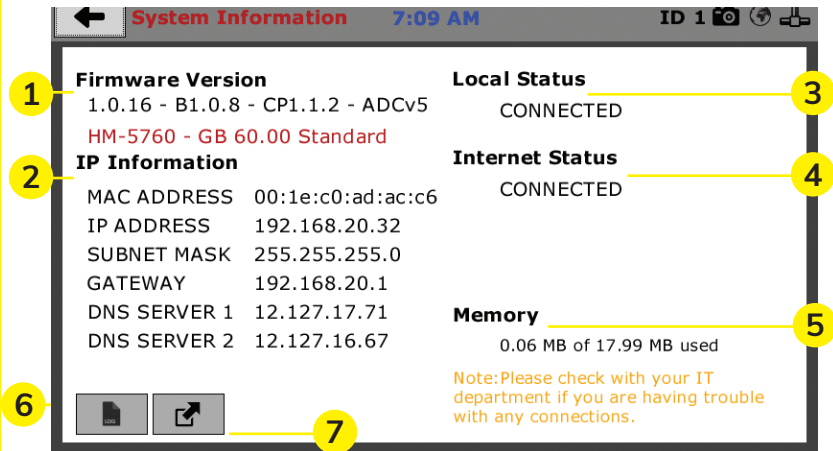 System Information 7:09 AM ID 1
Firmware Version
1.0.16 - B1.0.8 - CP1.1.2 - ADCv5
HM-5760 - GB 60.00 Standard
IP Information
MAC ADDRESS 00:1e:c0:ad:ac:c6
IP ADDRESS 192.168.20.32
SUBNET MASK 255.255.255.0
GATEWAY 192.168.20.1
DNS SERVER 1 12.127.17.71
DNS SERVER 2 12.127.16.67
Local Status
CONNECTED
Internet Status
CONNECTED
Memory
0.06 MB of 17.99 MB used
Note:Please check with your IT
department if you are having trouble
with any connections.
LOG
1
2
3
4
5
6
7